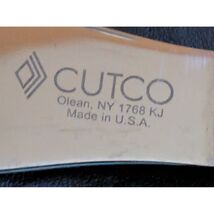 CUTCO
Olean, NY 1768 KJ
Made in U.S.A.